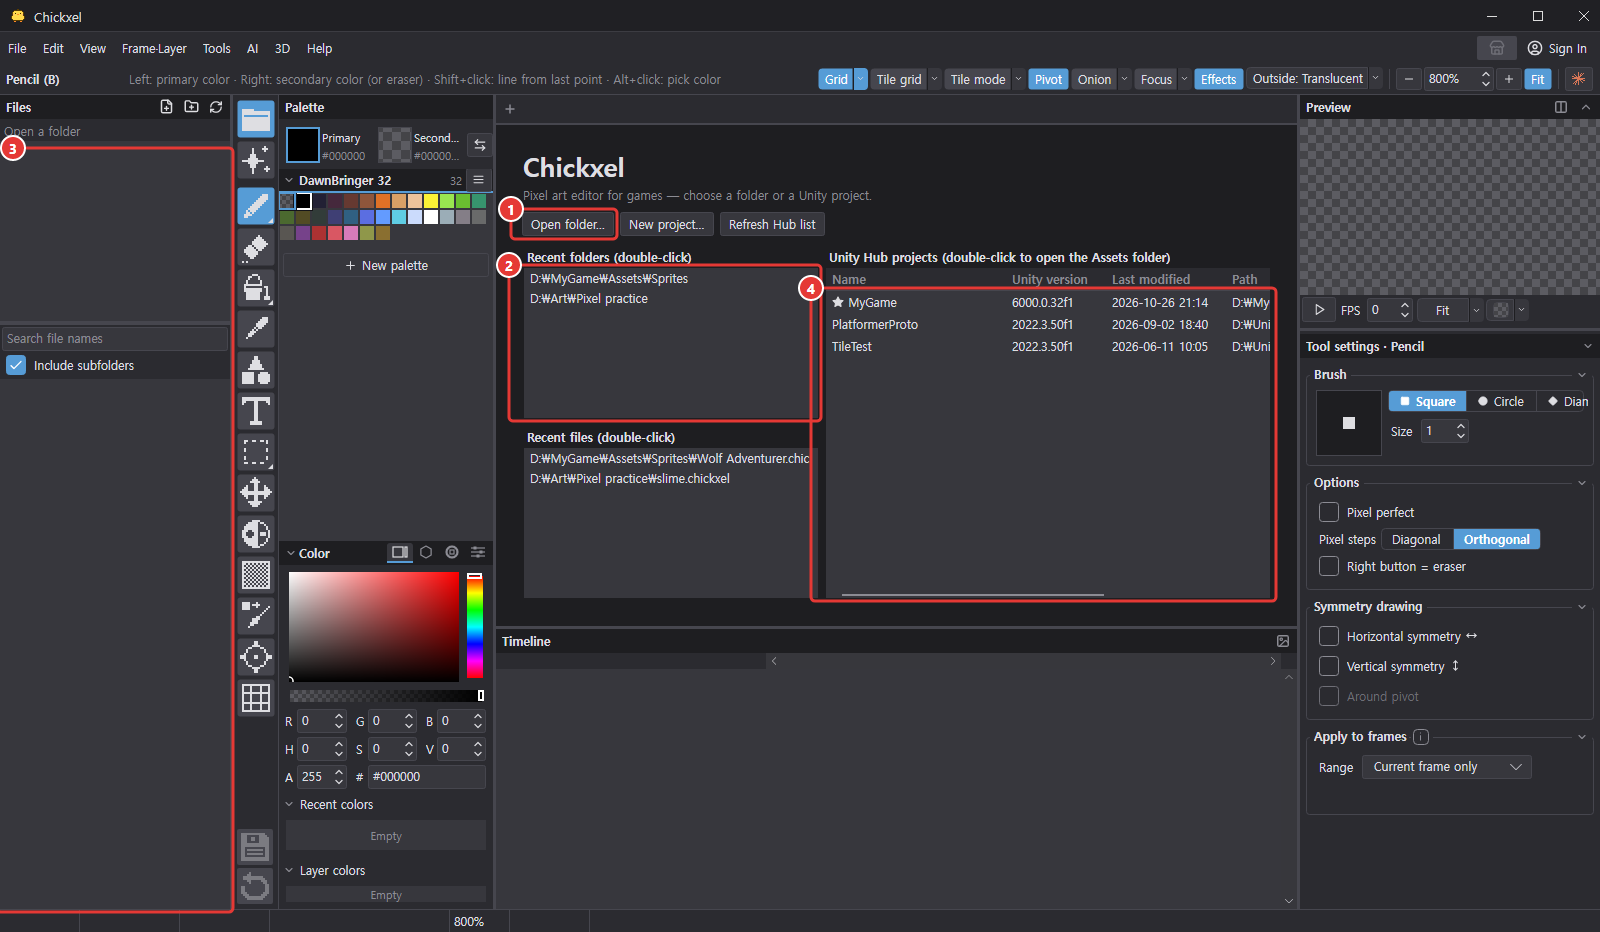 Chickxel
File Edit View Frame·Layer Tools AI 3D Help
Sign In
Pencil (B)
Left: primary color · Right: secondary color (or eraser) · Shift+click: line from last point · Alt+click: pick color
Grid Tile grid Tile mode Pivot Onion Focus Effects Outside: Translucent 800% Fit
Files
Open a folder
3
Search file names
Include subfolders
Palette
Primary
#000000
Second...
#00000...
DawnBringer 32
32
+ New palette
Color
R 0 G 0 B 0
H 0 S 0 V 0
A 255 # #000000
Recent colors
Empty
Layer colors
Empty
+
Chickxel
Pixel art editor for games — choose a folder or a Unity project.
1
Open folder... New project... Refresh Hub list
2
Recent folders (double-click)
D:₩MyGame₩Assets₩Sprites
D:₩Art₩Pixel practice
Recent files (double-click)
D:₩MyGame₩Assets₩Sprites₩Wolf Adventurer.chic
D:₩Art₩Pixel practice₩slime.chickxel
Unity Hub projects (double-click to open the Assets folder)
4
Name Unity version Last modified Path
★ MyGame 6000.0.32f1 2026-10-26 21:14 D:₩My
PlatformerProto 2022.3.50f1 2026-09-02 18:40 D:₩Uni
TileTest 2022.3.50f1 2026-06-11 10:05 D:₩Uni
Timeline
Preview
FPS 0 Fit
Tool settings · Pencil
Brush
Square Circle Dian
Size 1
Options
Pixel perfect
Pixel steps Diagonal Orthogonal
Right button = eraser
Symmetry drawing
Horizontal symmetry ↔
Vertical symmetry ↕
Around pivot
Apply to frames i
Range Current frame only
800%